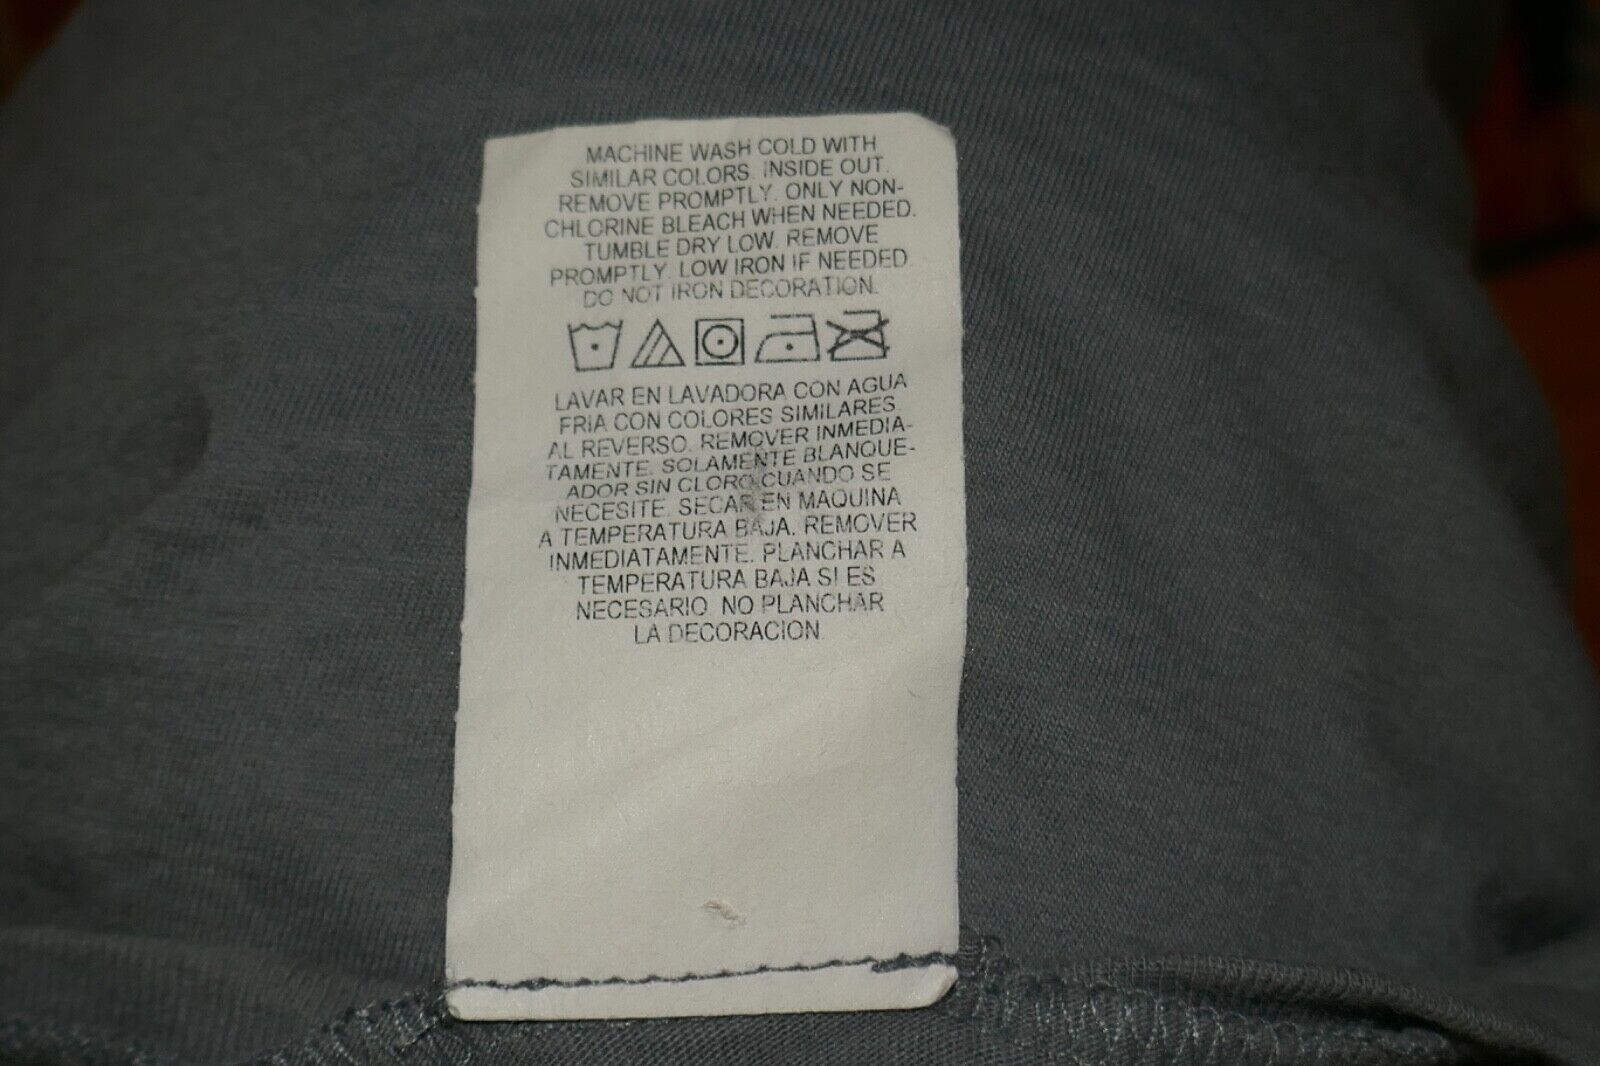 MACHINE WASH COLD WITH
SIMILAR COLORS. INSIDE OUT.
REMOVE PROMPTLY. ONLY NON-
CHLORINE BLEACH WHEN NEEDED.
TUMBLE DRY LOW. REMOVE
PROMPTLY. LOW IRON IF NEEDED.
DO NOT IRON DECORATION.
LAVAR EN LAVADORA CON AGUA
FRIA CON COLORES SIMILARES.
AL REVERSO. REMOVER INMEDIA-
TAMENTE. SOLAMENTE BLANQUE-
ADOR SIN CLORO CUANDO SE
NECESITE. SECAR EN MAQUINA
A TEMPERATURA BAJA. REMOVER
INMEDIATAMENTE. PLANCHAR A
TEMPERATURA BAJA SI ES
NECESARIO. NO PLANCHAR
LA DECORACION.